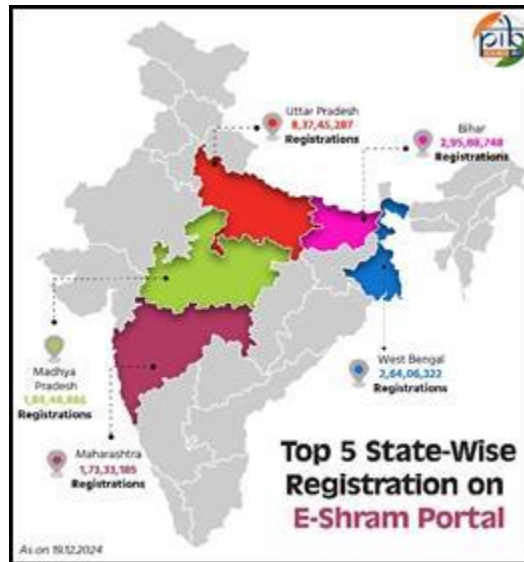 pib
Uttar Pradesh
8,37,45,287
Registrations
Bihar
2,95,88,748
Registrations
West Bengal
2,64,06,322
Registrations
Madhya
Pradesh
Registrations
Maharashtra
1,73,33,185
Registrations
Top 5 State-Wise
Registration on
E-Shram Portal
As on 19.12.2024